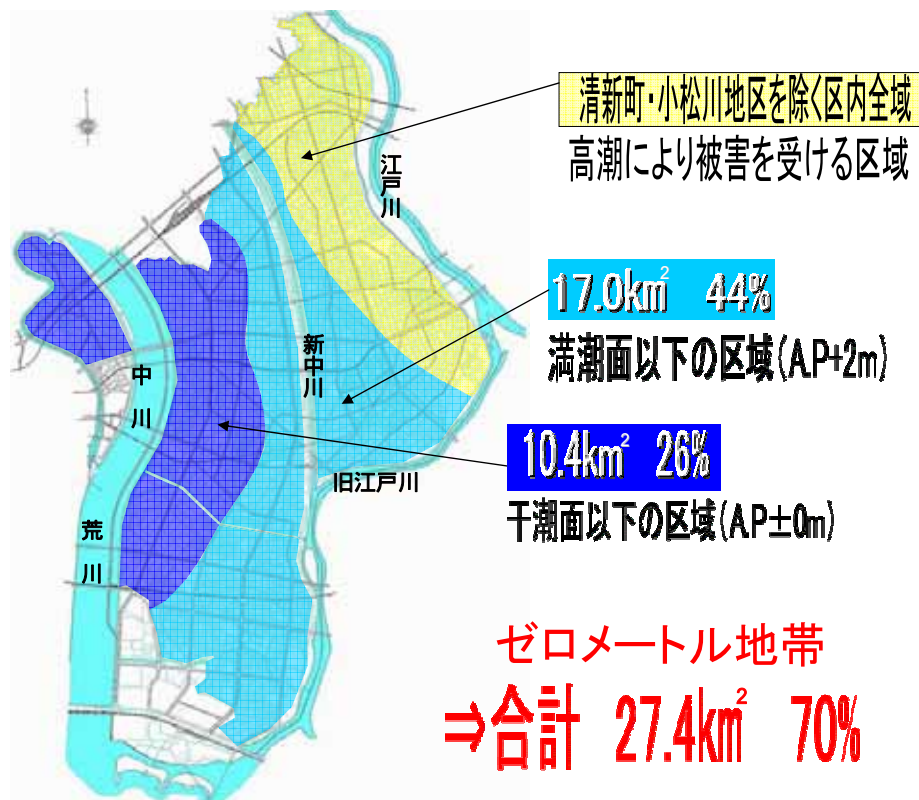 清新町・小松川地区を除く区内全域
高潮により被害を受ける区域
江戸川
17.0km² 44%
満潮面以下の区域(A.P+2m)
新中川
中川
10.4km² 26%
旧江戸川
干潮面以下の区域(A.P±0m)
荒川
ゼロメートル地帯
⇒合計 27.4km² 70%